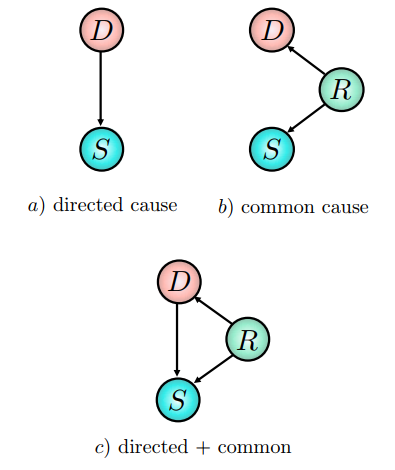 D D
R
S S
a) directed cause b) common cause
D
R
S
c) directed + common